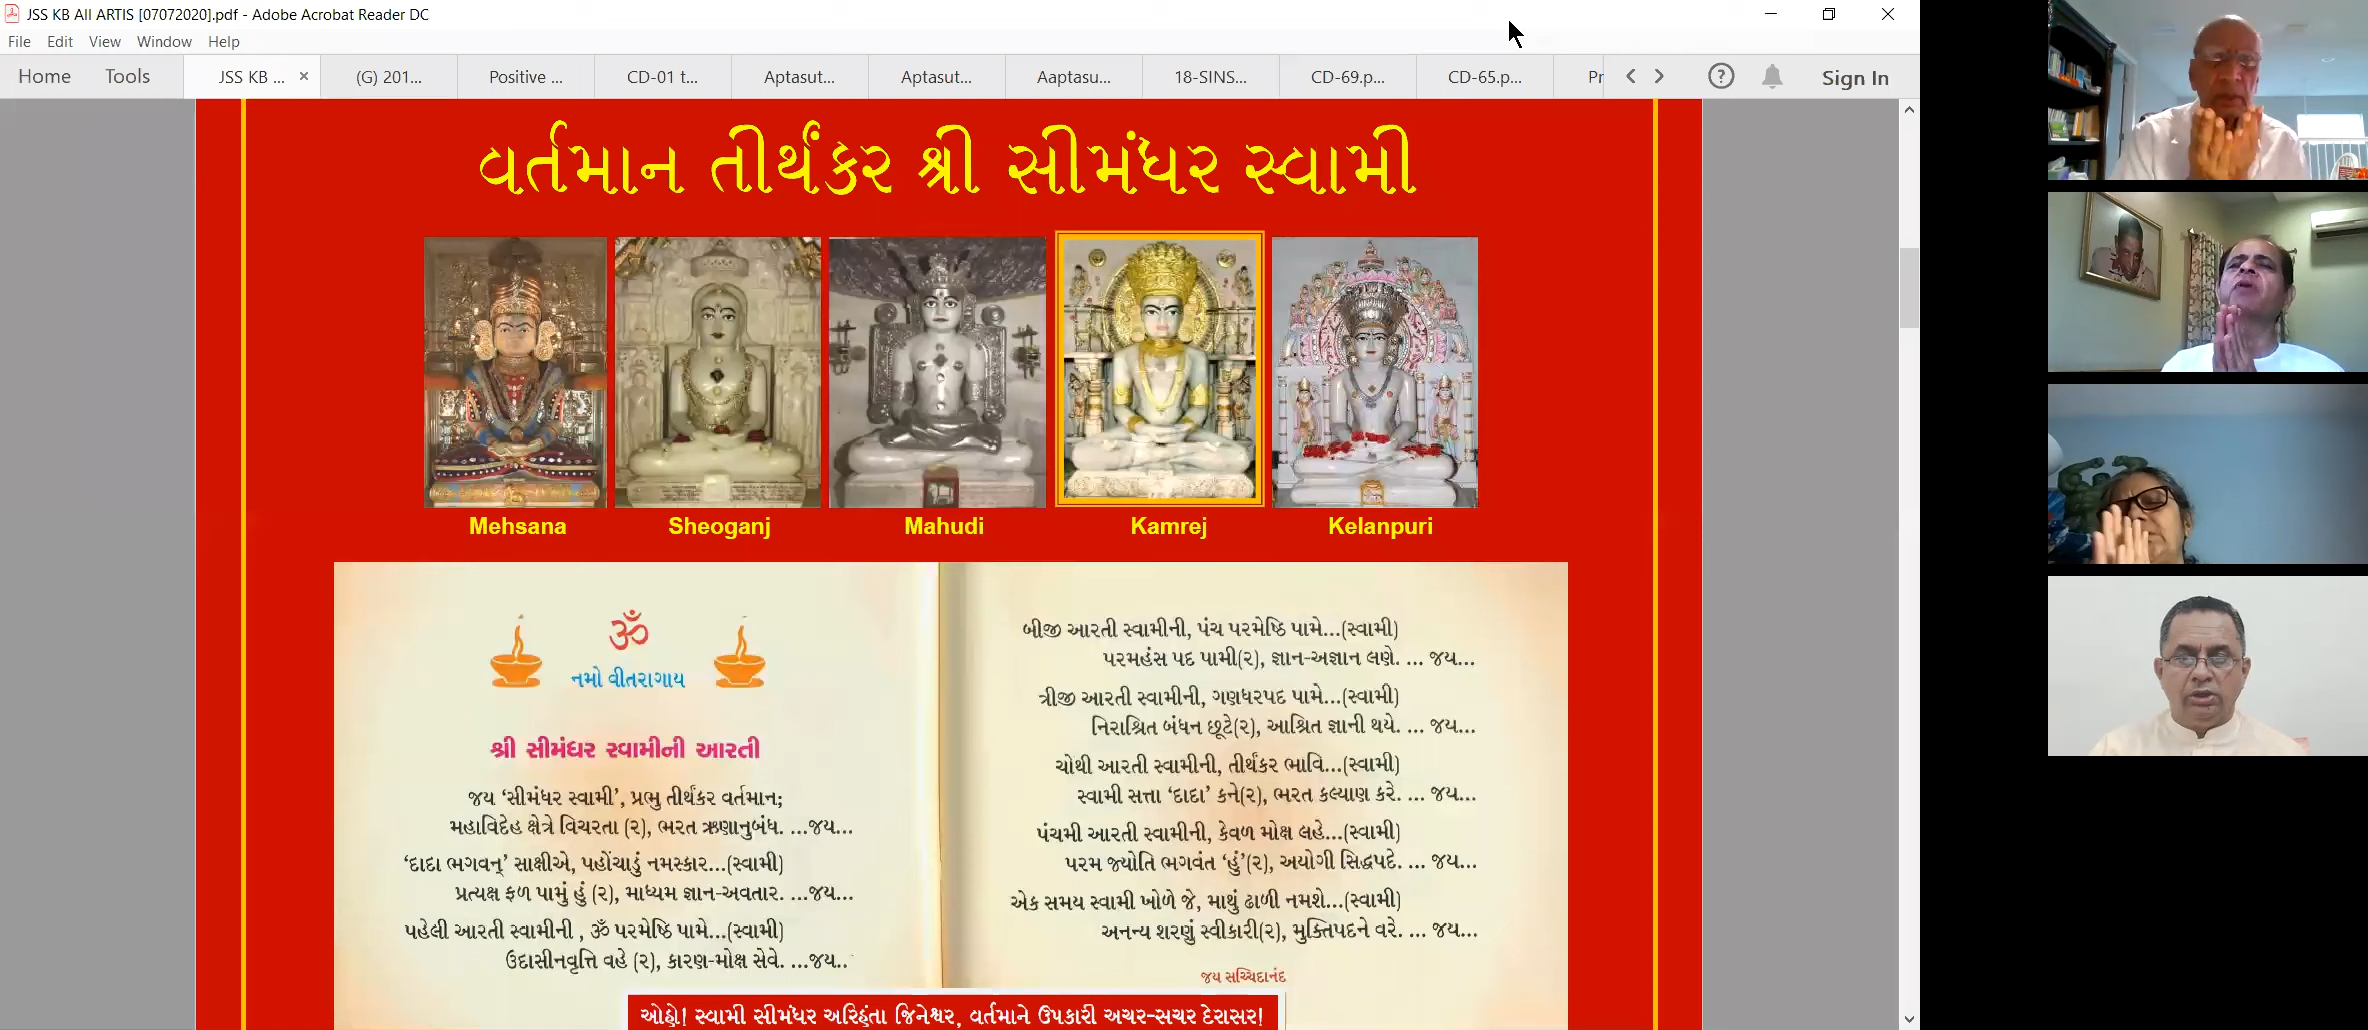 JSS KB All ARTIS [07072020].pdf - Adobe Acrobat Reader DC
File Edit View Window Help
Home Tools JSS KB ... × (G) 201... Positive ... CD-01 t... Aptasut... Aptasut... Aaptasu... 18-SINS... CD-69.p... CD-65.p... Pr Sign In
વર્તમાન તીર્થંકર શ્રી સીમંધર સ્વામી
Mehsana Sheoganj Mahudi Kamrej Kelanpuri
ૐ
નમો વીતરાગાય
શ્રી સીમંધર સ્વામીની આરતી
જય ‘સીમંધર સ્વામી’, પ્રભુ તીર્થંકર વર્તમાન;
મહાવિદેહ ક્ષેત્રે વિચરતા (૨), ભરત ઋણાનુબંધ. ...જય...
‘દાદા ભગવન્’ સાક્ષીએ, પહોંચાડું નમસ્કાર...(સ્વામી)
પ્રત્યક્ષ ફળ પામું હું (૨), માધ્યમ જ્ઞાન-અવતાર. ...જય...
પહેલી આરતી સ્વામીની , ૐ પરમેષ્ઠિ પામે...(સ્વામી)
ઉદાસીનવૃત્તિ વહે (૨), કારણ-મોક્ષ સેવે. ...જય...
બીજી આરતી સ્વામીની, પંચ પરમેષ્ઠિ પામે...(સ્વામી)
પરમહંસ પદ પામી(૨), જ્ઞાન-અજ્ઞાન લણે. ... જય...
ત્રીજી આરતી સ્વામીની, ગણધરપદ પામે...(સ્વામી)
નિરાશ્રિત બંધન છૂટે(૨), આશ્રિત જ્ઞાની થયે. ... જય...
ચોથી આરતી સ્વામીની, તીર્થંકર ભાવિ...(સ્વામી)
સ્વામી સત્તા ‘દાદા’ કને(૨), ભરત કલ્યાણ કરે. ... જય...
પંચમી આરતી સ્વામીની, કેવળ મોક્ષ લહે...(સ્વામી)
પરમ જ્યોતિ ભગવંત ‘હું’(૨), અયોગી સિદ્ધપદે. ... જય...
એક સમય સ્વામી ખોળે જે, માથું ઢાળી નમશે...(સ્વામી)
અનન્ય શરણું સ્વીકારી(૨), મુક્તિપદને વરે. ... જય...
જય સચ્ચિદાનંદ
ઓહો! સ્વામી સીમંધર અરિહંતા જિનેશ્વર, વર્તમાને ઉપકારી અચર-સચર દેરાસર!